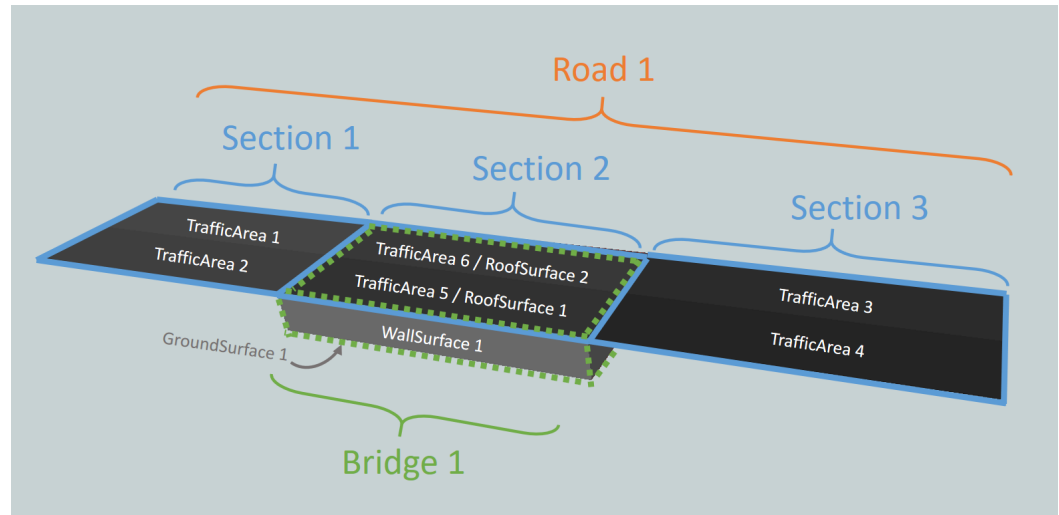 Road 1
Section 1
Section 2
Section 3
TrafficArea 1
TrafficArea 2
TrafficArea 6 / RoofSurface 2
TrafficArea 5 / RoofSurface 1
TrafficArea 3
TrafficArea 4
WallSurface 1
GroundSurface 1
Bridge 1